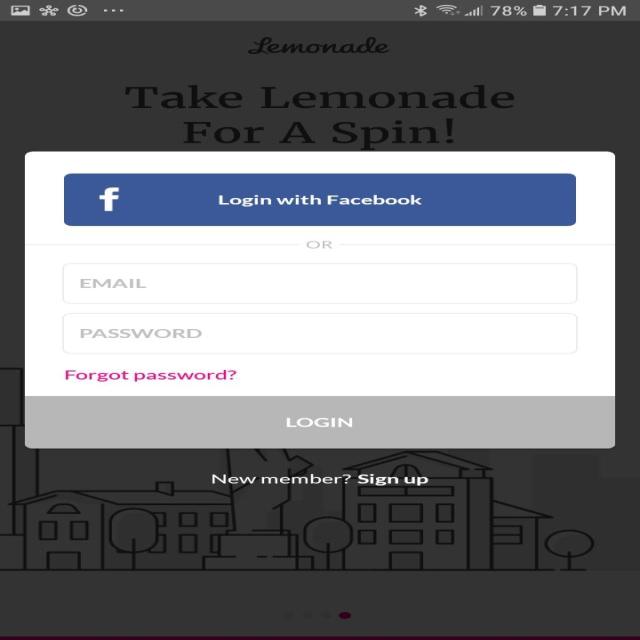 78% 7:17 PM
Lemonade
Take Lemonade
For A Spin!
f Login with Facebook
OR
EMAIL
PASSWORD
Forgot password?
LOGIN
New member? Sign up